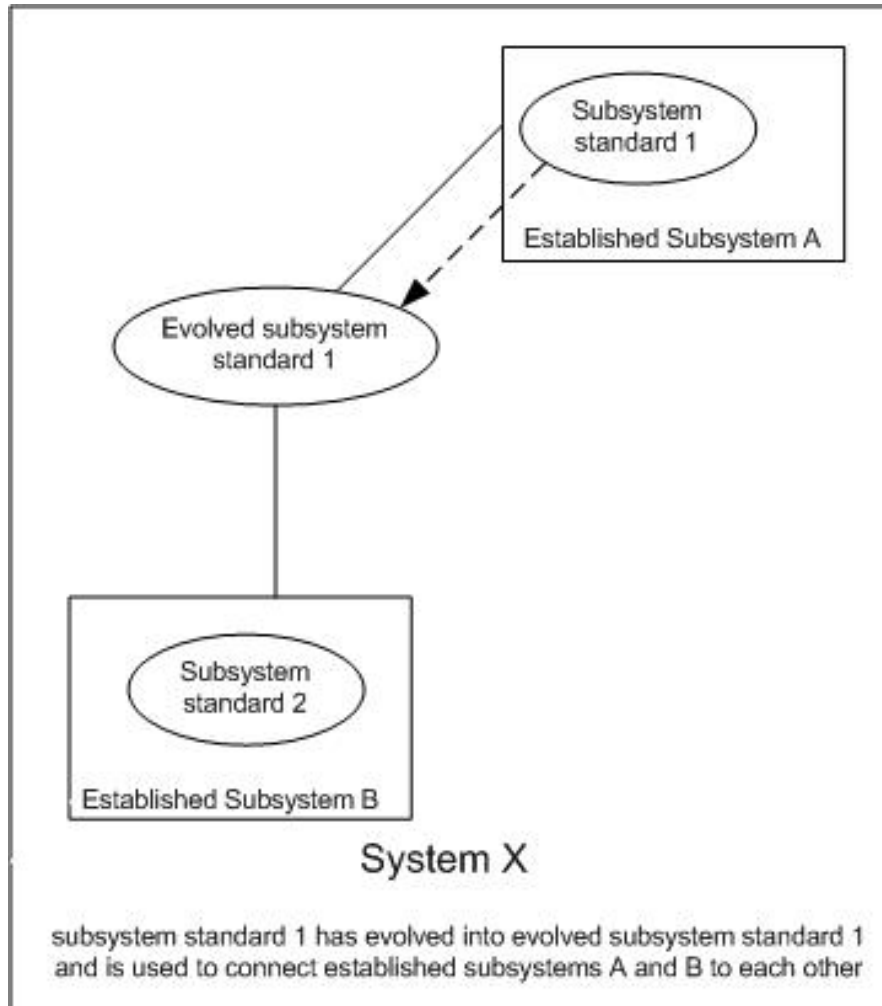 Subsystem
standard 1
Established Subsystem A
Evolved subsystem
standard 1
Subsystem
standard 2
Established Subsystem B
System X
subsystem standard 1 has evolved into evolved subsystem standard 1
and is used to connect established subsystems A and B to each other